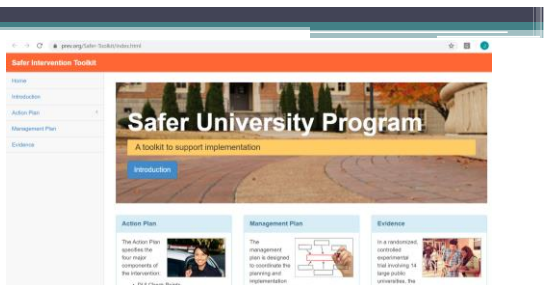 prev.org/Safer-Toolkit/index.html
Safer Intervention Toolkit
Home
Introduction
Action Plan
Management Plan
Evidence
Safer University Program
A toolkit to support implementation
Introduction
Action Plan
The Action Plan
specifies the
four major
components of
the intervention:
Management Plan
The
management
plan is designed
to coordinate the
planning and
implementation
Evidence
In a randomized,
controlled
experimental
trial involving 14
large public
universities, the